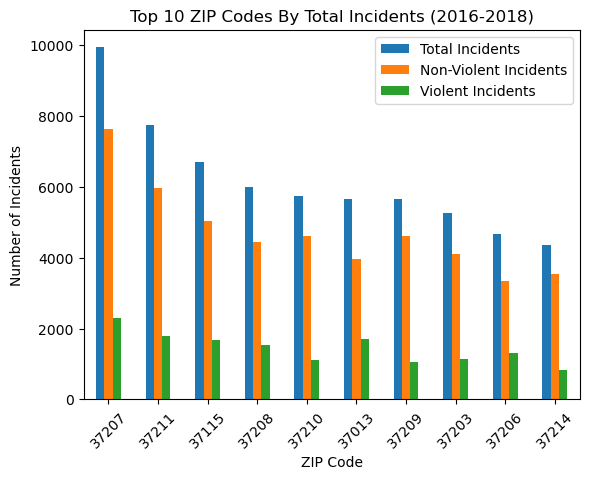 Top 10 ZIP Codes By Total Incidents (2016-2018)
Total Incidents
Non-Violent Incidents
Violent Incidents
Number of Incidents
10000
8000
6000
4000
2000
0
37207 37211 37115 37208 37210 37013 37209 37203 37206 37214
ZIP Code